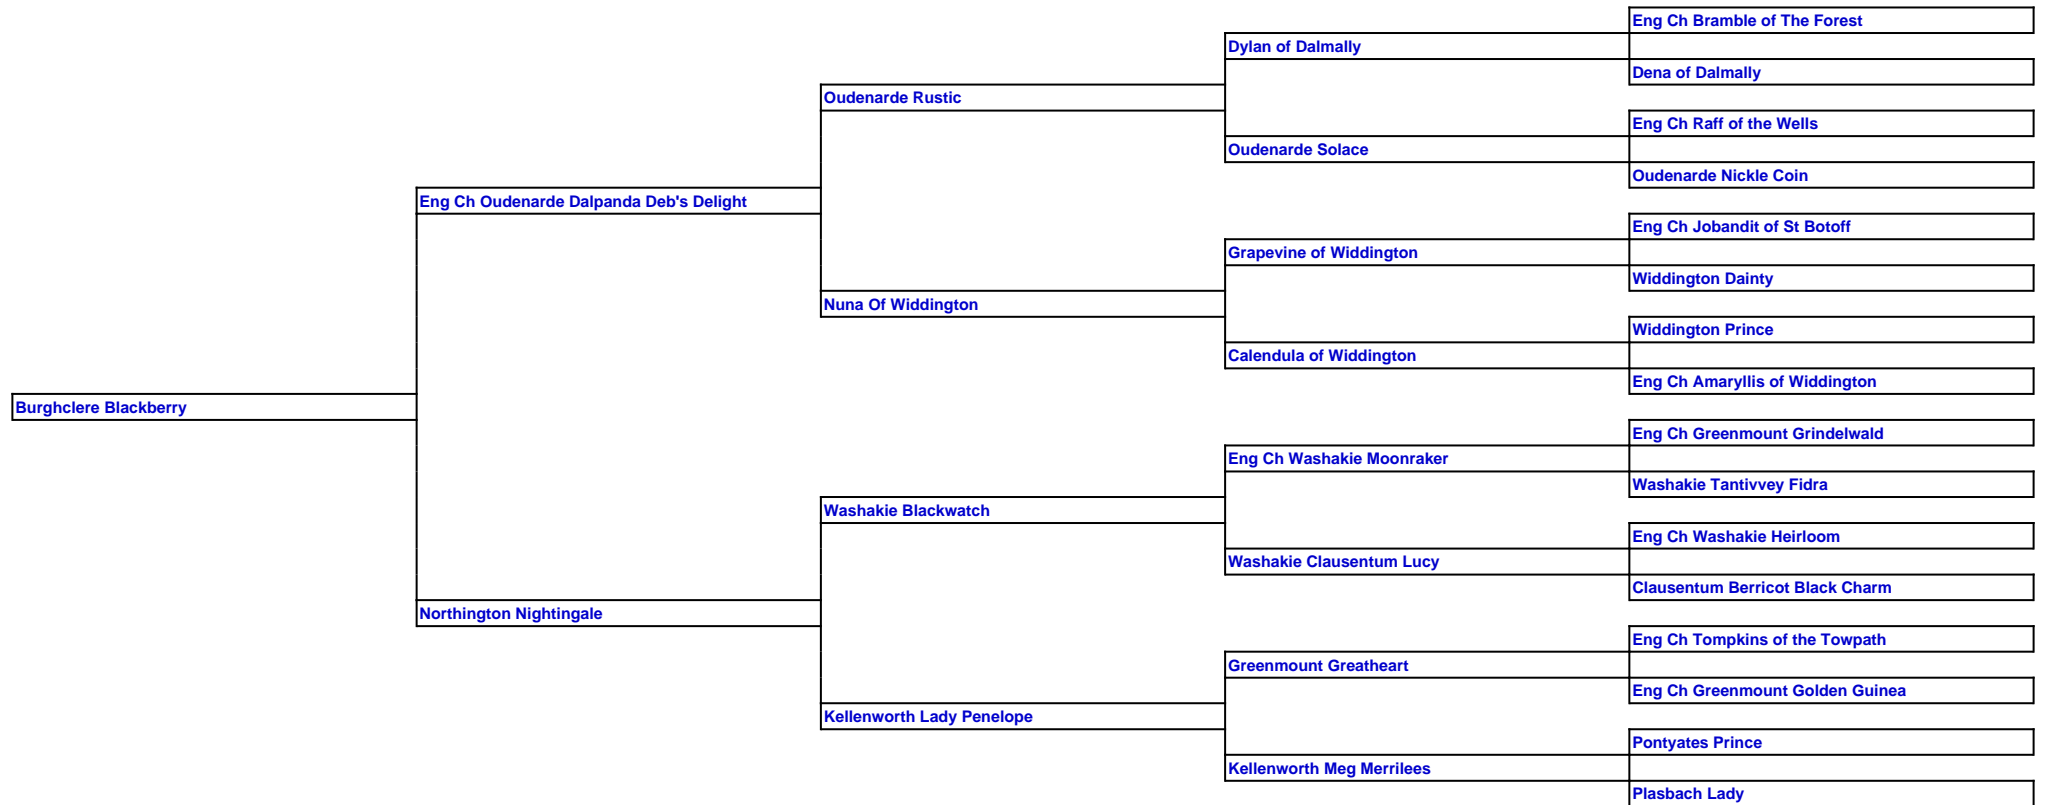 Eng Ch Bramble of The Forest
Dylan of Dalmally
Dena of Dalmally
Oudenarde Rustic
Eng Ch Raff of the Wells
Oudenarde Solace
Oudenarde Nickle Coin
Eng Ch Oudenarde Dalpanda Deb's Delight
Eng Ch Jobandit of St Botoff
Grapevine of Widdington
Widdington Dainty
Nuna Of Widdington
Widdington Prince
Calendula of Widdington
Eng Ch Amaryllis of Widdington
Burghclere Blackberry
Eng Ch Greenmount Grindelwald
Eng Ch Washakie Moonraker
Washakie Tantivvey Fidra
Washakie Blackwatch
Eng Ch Washakie Heirloom
Washakie Clausentum Lucy
Clausentum Berricot Black Charm
Northington Nightingale
Eng Ch Tompkins of the Towpath
Greenmount Greatheart
Eng Ch Greenmount Golden Guinea
Kellenworth Lady Penelope
Pontyates Prince
Kellenworth Meg Merrilees
Plasbach Lady